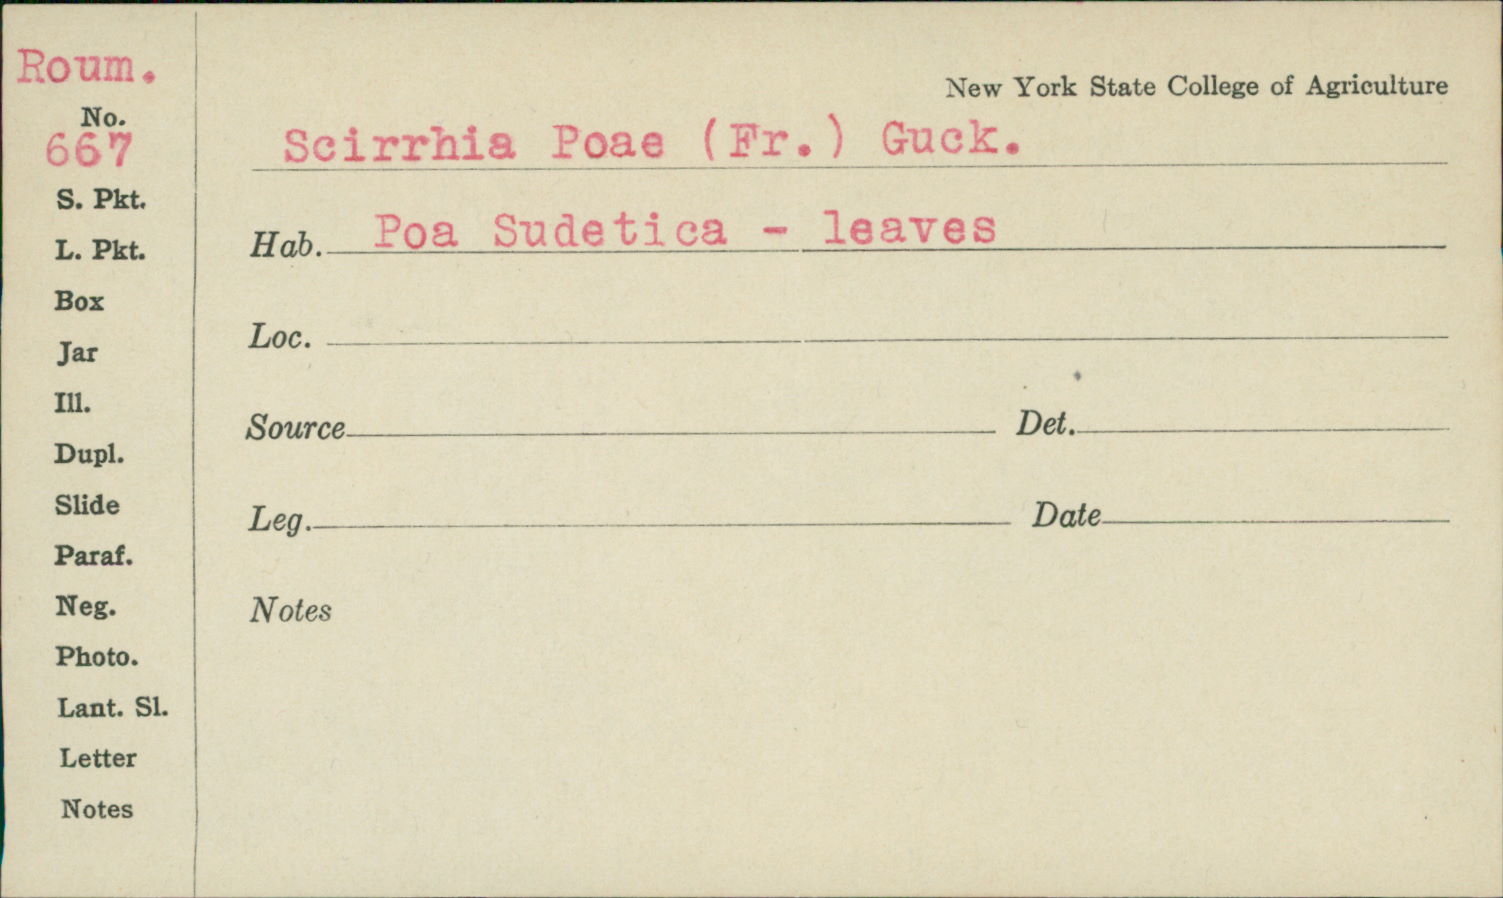 Roum.
No.
667
S. Pkt.
L. Pkt.
Box
Jar
Ill.
Dupl.
Slide
Paraf.
Neg.
Photo.
Lant. Sl.
Letter
Notes
New York State College of Agriculture
Scirrhia Poae (Fr.) Guck.
Hab. Poa Sudetica - leaves
Loc.
Source Det.
Leg. Date
Notes